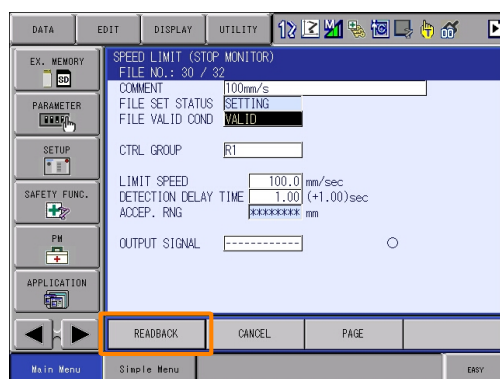 DATA EDIT DISPLAY UTILITY
EX. MEMORY
SD
PARAMETER
SETUP
SAFETY FUNC.
PM
APPLICATION
SPEED LIMIT (STOP MONITOR)
FILE NO.: 30 / 32
COMMENT 100mm/s
FILE SET STATUS SETTING
FILE VALID COND VALID
CTRL GROUP R1
LIMIT SPEED 100.0 mm/sec
DETECTION DELAY TIME 1.00 (+1.00)sec
ACCEP. RNG ******** mm
OUTPUT SIGNAL ------------
READBACK CANCEL PAGE
Main Menu Simple Menu EASY